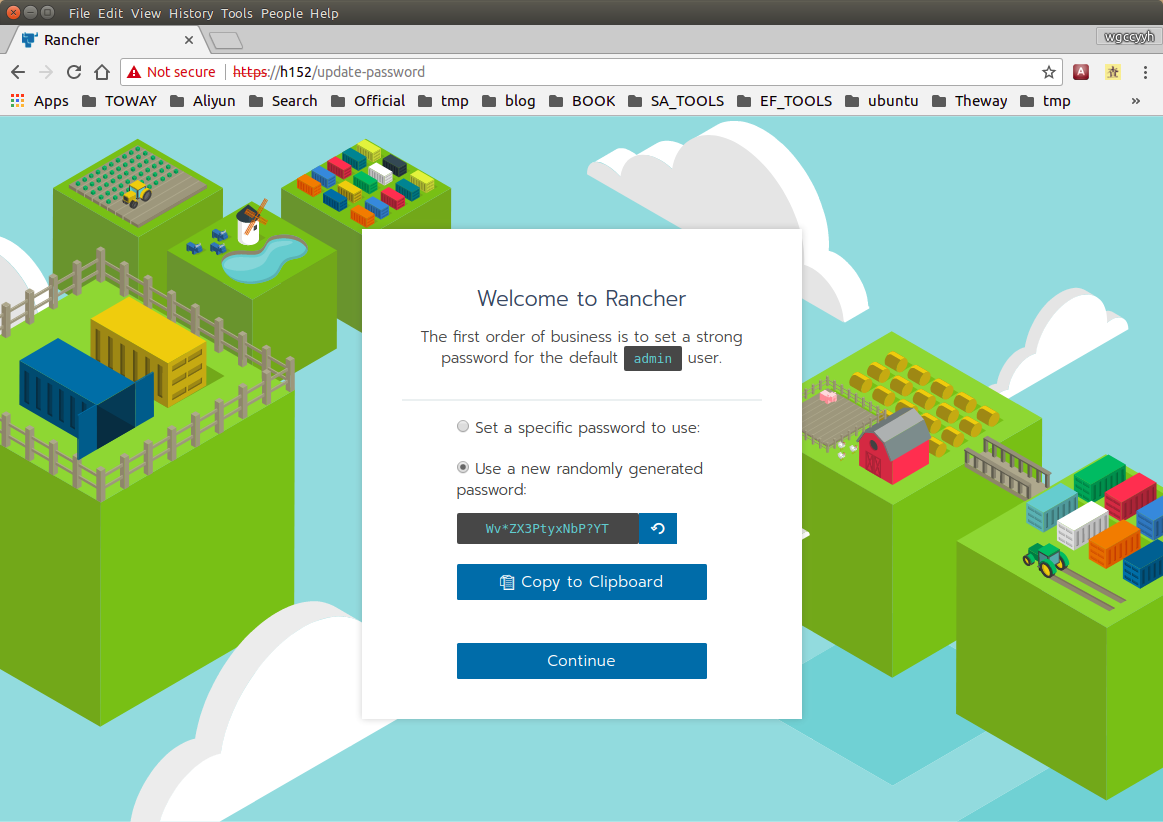 File Edit View History Tools People Help
Rancher
wgccyyh
Not secure https://h152/update-password
A
Apps TOWAY Aliyun Search Official tmp blog BOOK SA_TOOLS EF_TOOLS ubuntu Theway tmp »
Welcome to Rancher
The first order of business is to set a strong
password for the default admin user.
Set a specific password to use:
Use a new randomly generated
password:
Wv*ZX3PtyxNbP?YT
Copy to Clipboard
Continue